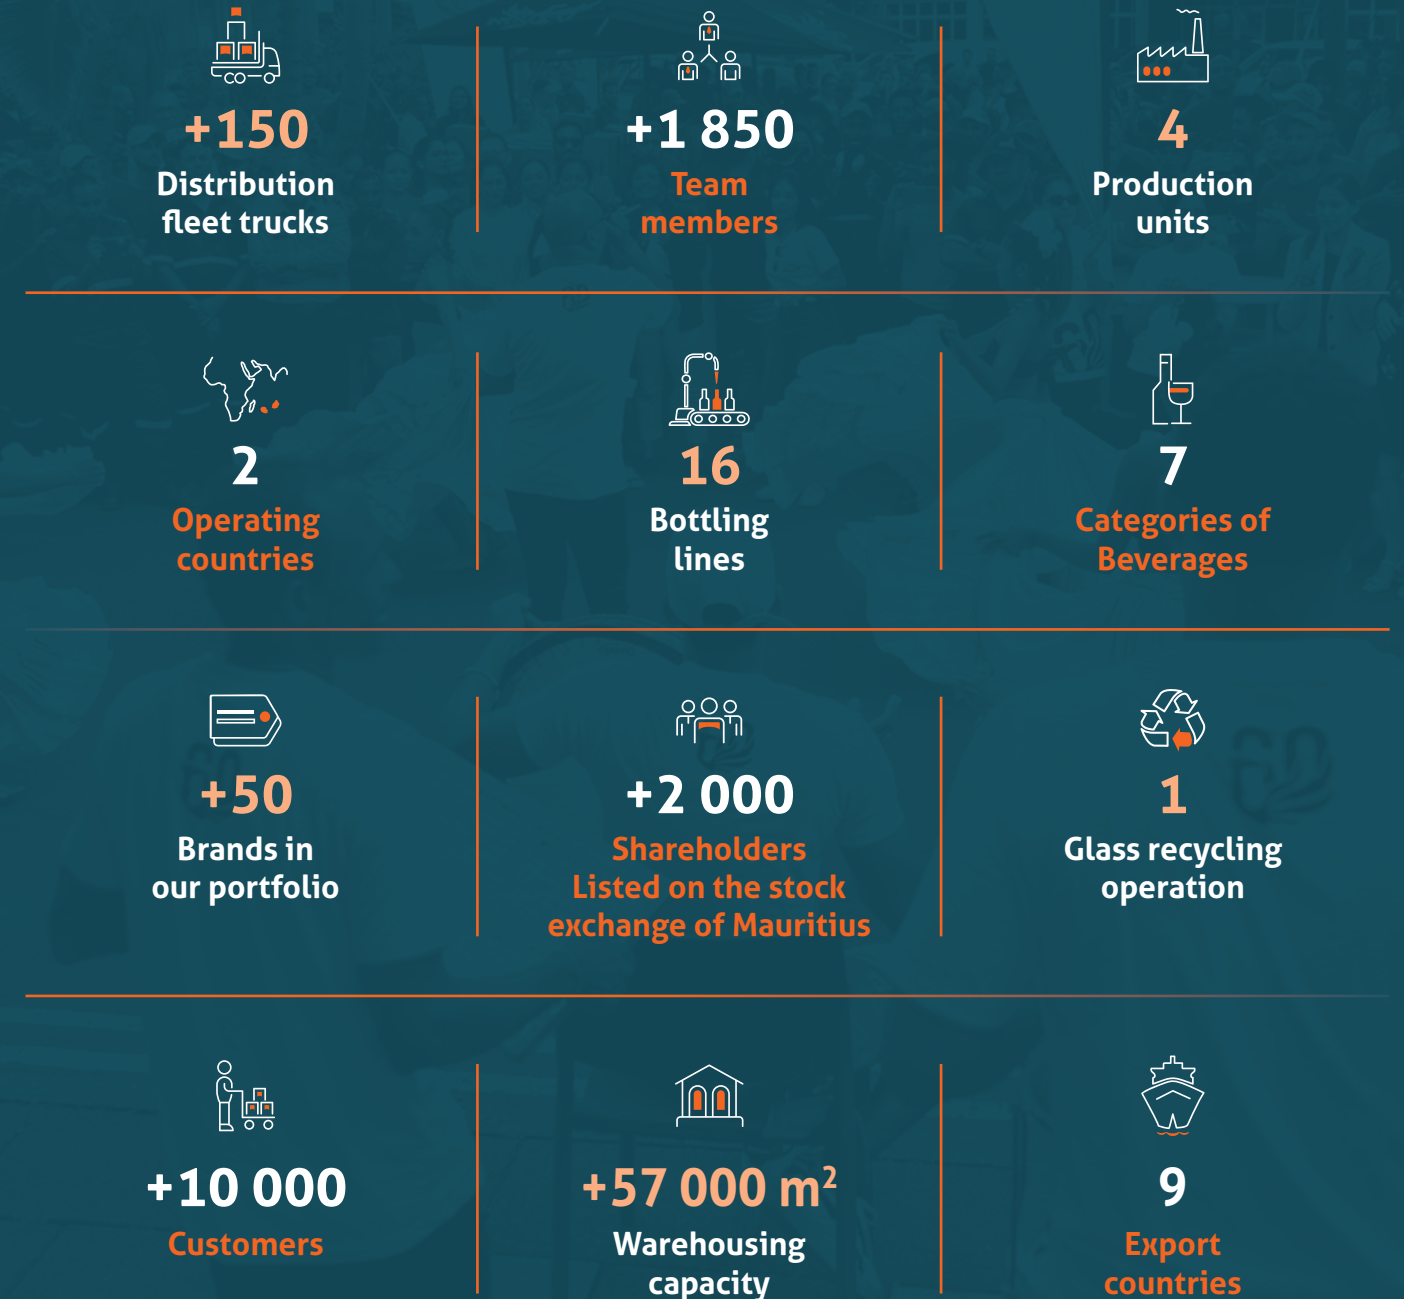 +150
Distribution
fleet trucks
+1 850
Team
members
4
Production
units
2
Operating
countries
16
Bottling
lines
7
Categories of
Beverages
+50
Brands in
our portfolio
+2 000
Shareholders
Listed on the stock
exchange of Mauritius
1
Glass recycling
operation
+10 000
Customers
+57 000 m²
Warehousing
capacity
9
Export
countries